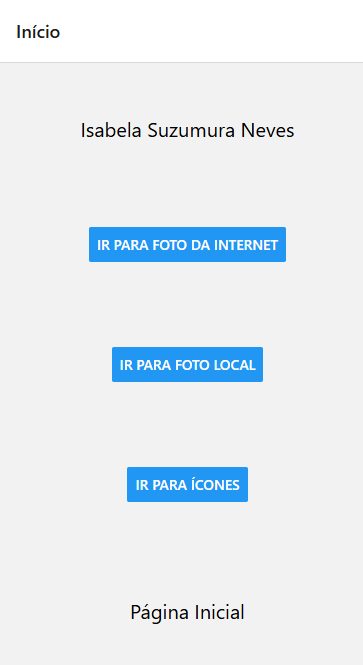 Início
Isabela Suzumura Neves
IR PARA FOTO DA INTERNET
IR PARA FOTO LOCAL
IR PARA ÍCONES
Página Inicial